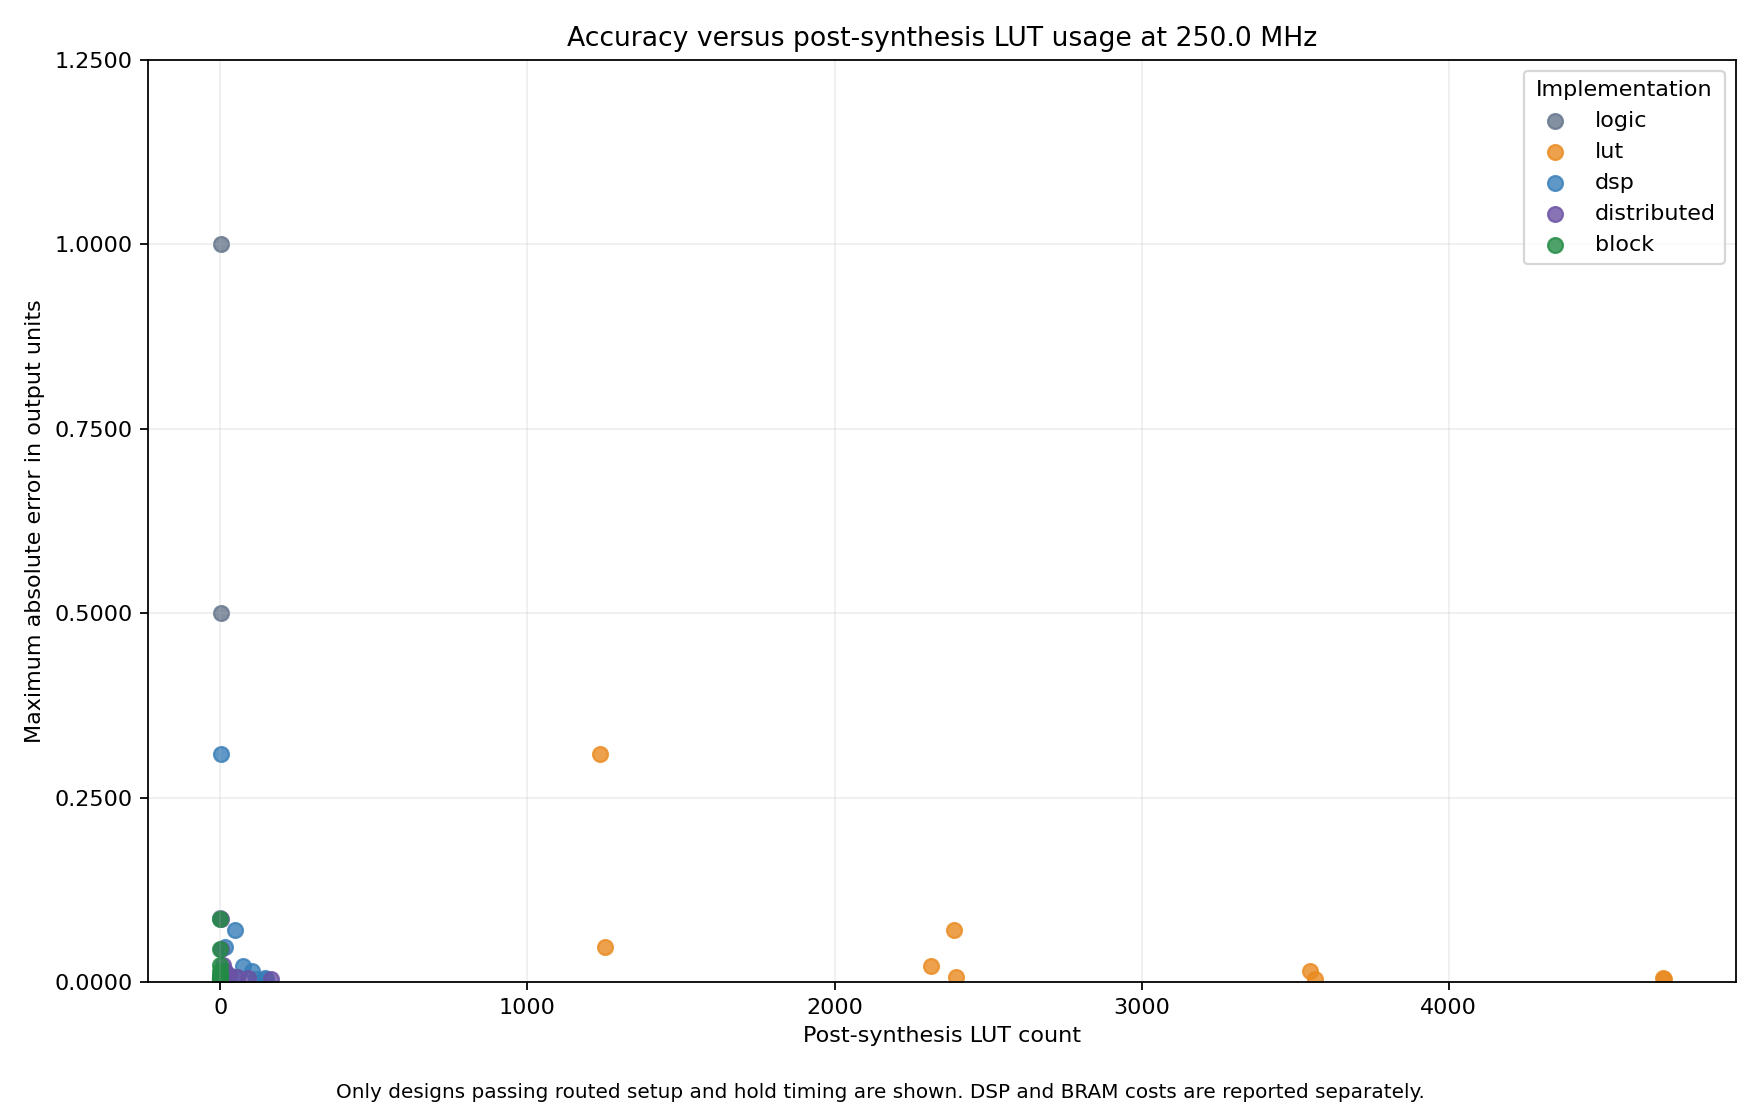 Accuracy versus post-synthesis LUT usage at 250.0 MHz
Implementation
logic
lut
dsp
distributed
block
Maximum absolute error in output units
1.2500
1.0000
0.7500
0.5000
0.2500
0.0000
0
1000
2000
3000
4000
Post-synthesis LUT count
Only designs passing routed setup and hold timing are shown. DSP and BRAM costs are reported separately.